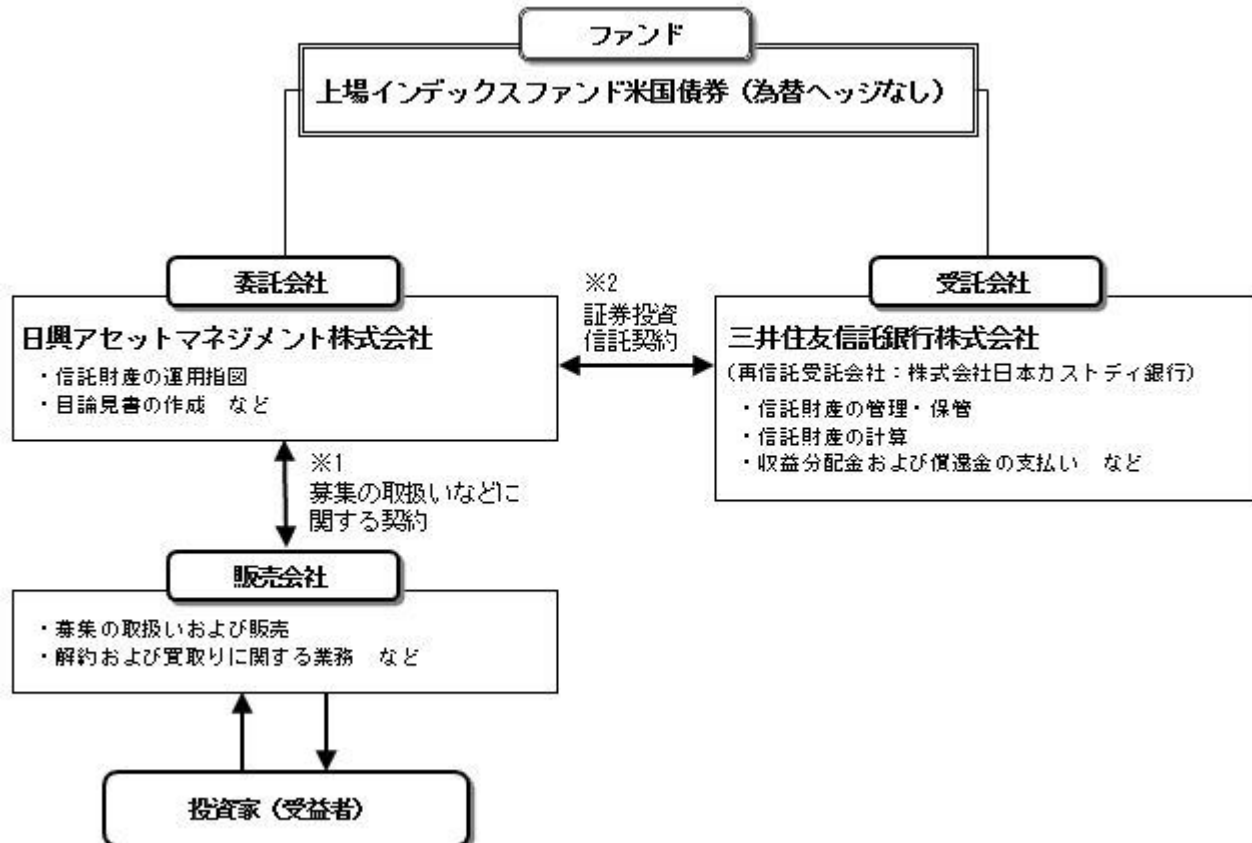 ファンド
上場インデックスファンド米国債券（為替ヘッジなし）
委託会社
日興アセットマネジメント株式会社
・信託財産の運用指図
・目論見書の作成　など
※2
証券投資
信託契約
受託会社
三井住友信託銀行株式会社
（再信託受託会社：株式会社日本カストディ銀行）
・信託財産の管理・保管
・信託財産の計算
・収益分配金および償還金の支払い　など
※1
募集の取扱いなどに
関する契約
販売会社
・募集の取扱いおよび販売
・解約および買取りに関する業務　など
投資家（受益者）